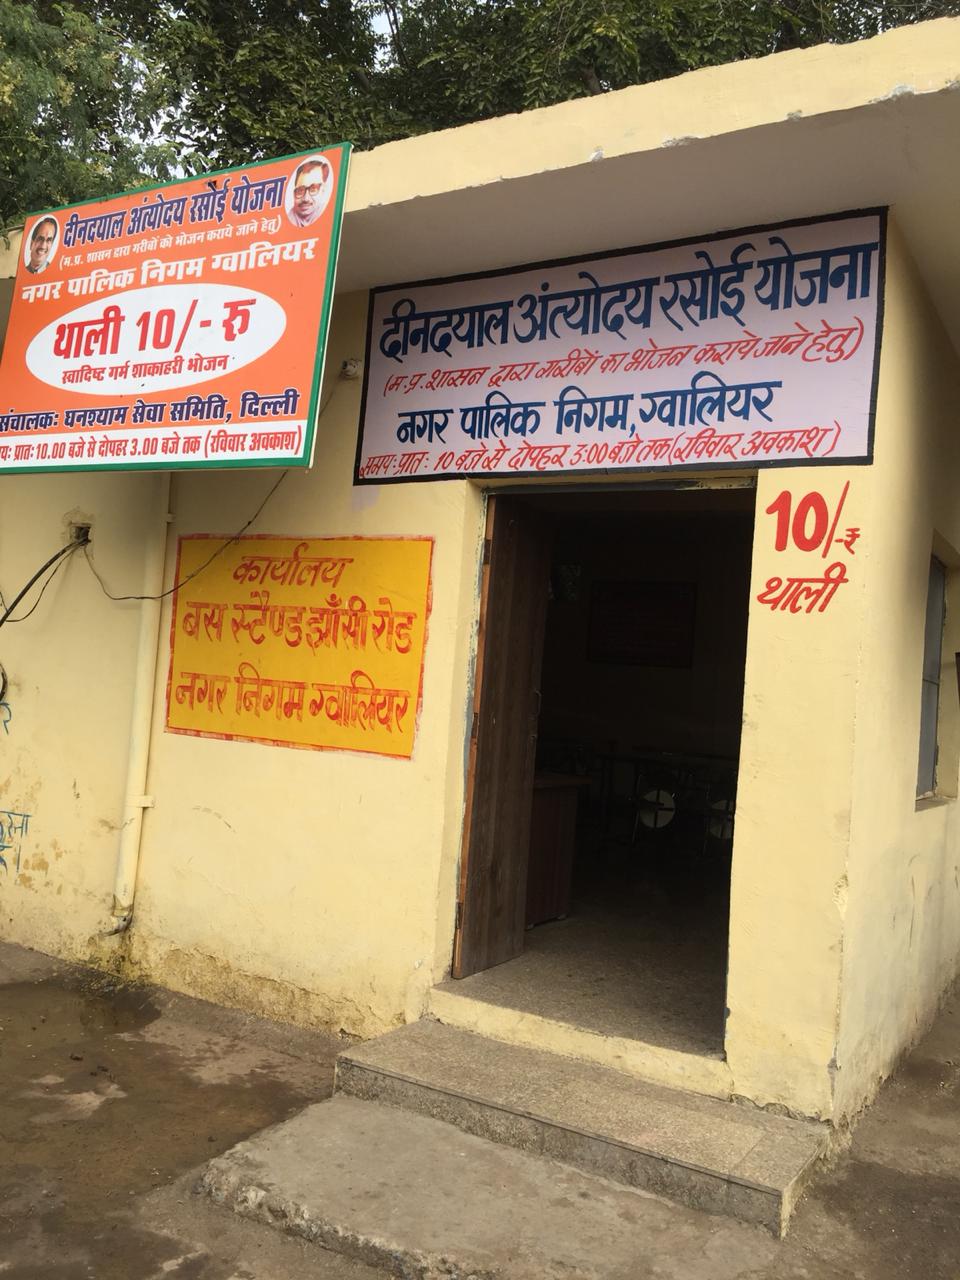 दीनदयाल अंत्योदय रसोई योजना
(म.प्र. शासन द्वारा गरीबों को भोजन कराये जाने हेतु)
नगर पालिक निगम ग्वालियर
थाली 10/- रु
स्वादिष्ट गर्म शाकाहारी भोजन
संचालकः घनश्याम सेवा समिति, दिल्ली
यः प्रातः 10.00 बजे से दोपहर 3.00 बजे तक (रविवार अवकाश)
दीनदयाल अंत्योदय रसोई योजना
(म.प्र. शासन द्वारा गरीबों का भोजन कराये जाने हेतु)
नगर पालिक निगम, ग्वालियर
समयः प्रातः 10 बजे से दोपहर 3:00 बजे तक (रविवार अवकाश)
10/-₹
थाली
कार्यालय
बस स्टैण्ड झाँसी रोड
नगर निगम ग्वालियर